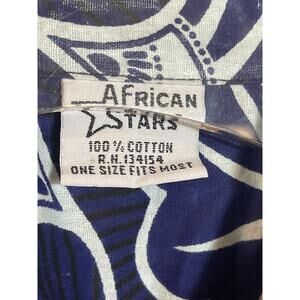 AFRICAN
STARS
100% COTTON
R.N.134154
ONE SIZE FITS MOST